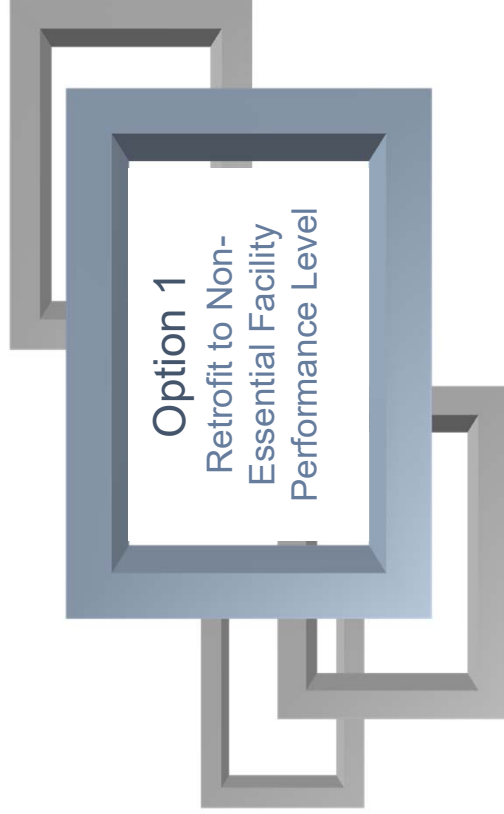 Option 1
Retrofit to Non-
Essential Facility
Performance Level